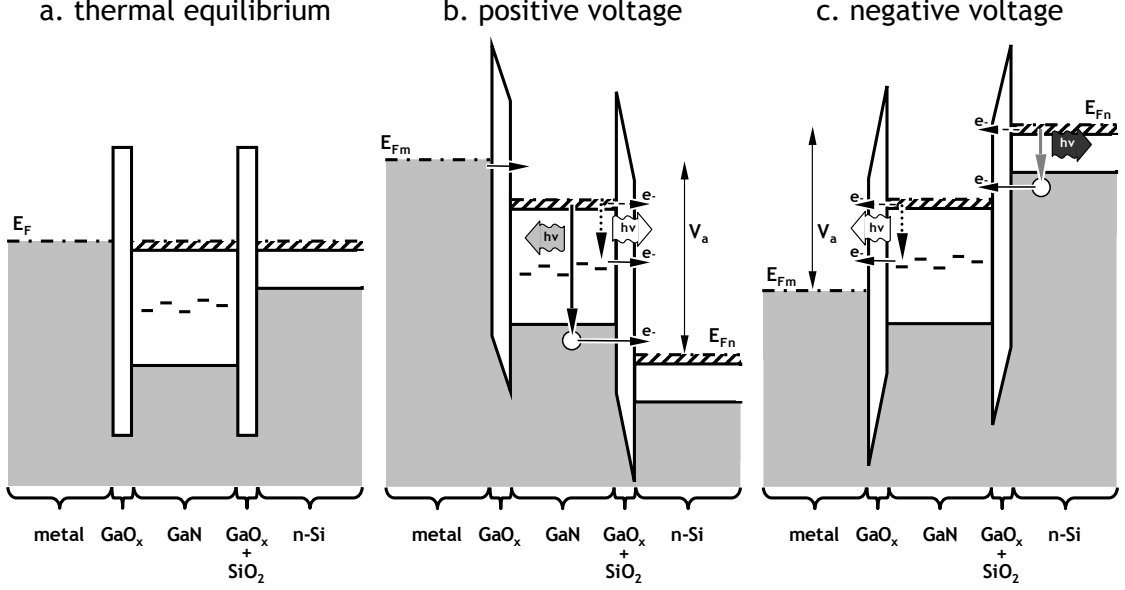 a. thermal equilibrium
b. positive voltage
c. negative voltage
E_F
E_Fm
e-
hν
hν
e-
V_a
e-
E_Fn
E_Fn
e-
hν
e-
e-
hν
V_a
e-
E_Fm
metal GaO_x GaN GaO_x + SiO_2 n-Si
metal GaO_x GaN GaO_x + SiO_2 n-Si
metal GaO_x GaN GaO_x + SiO_2 n-Si